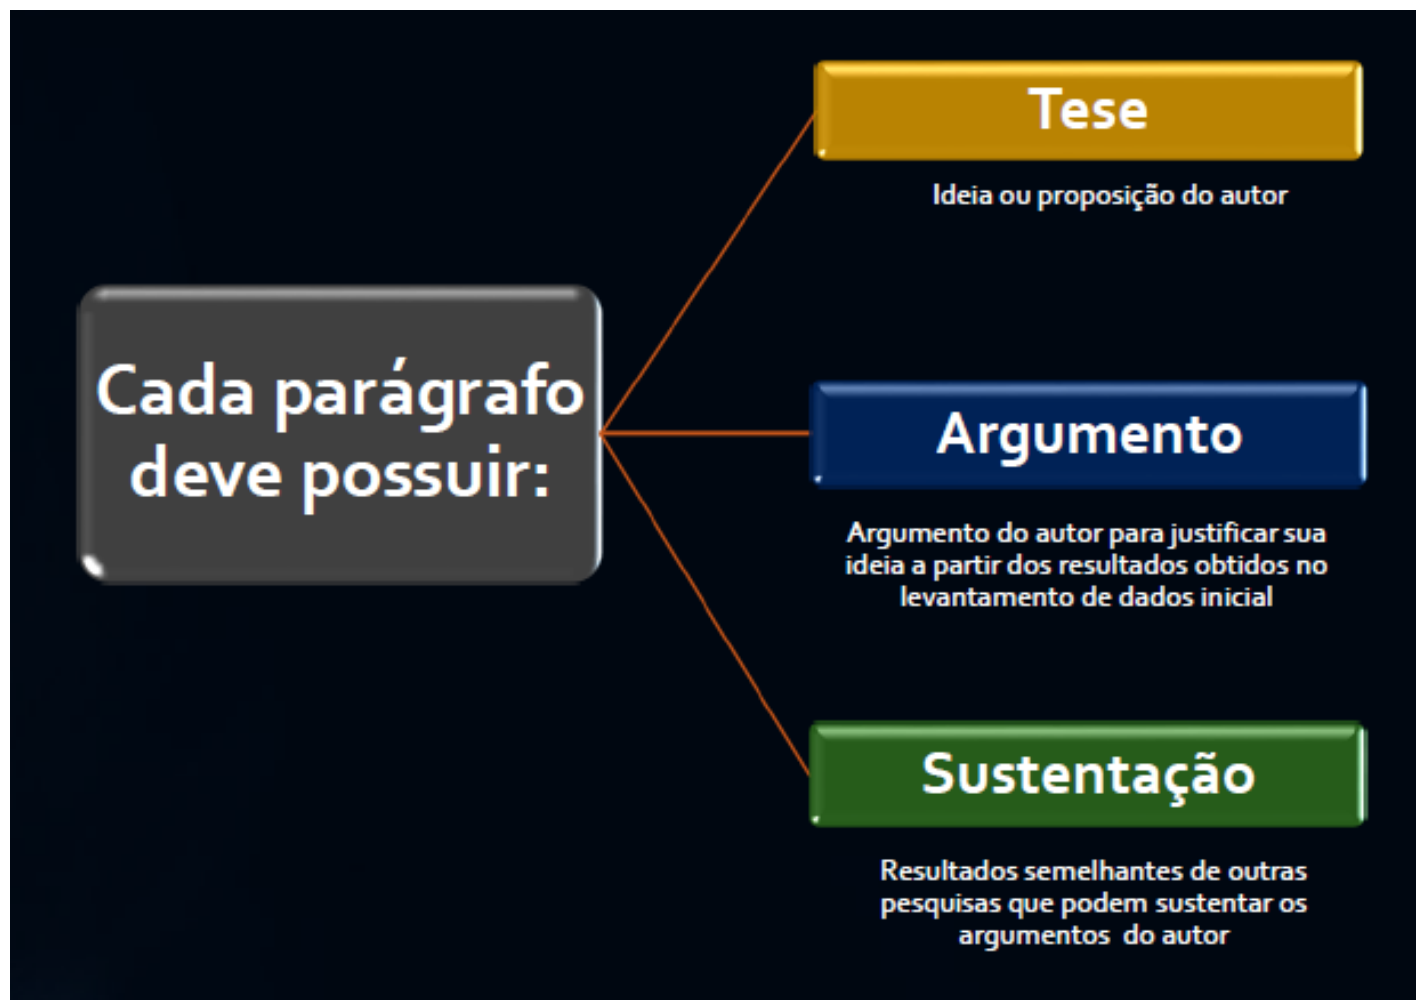 Cada parágrafo
deve possuir:
Tese
Ideia ou proposição do autor
Argumento
Argumento do autor para justificar sua
ideia a partir dos resultados obtidos no
levantamento de dados inicial
Sustentação
Resultados semelhantes de outras
pesquisas que podem sustentar os
argumentos do autor